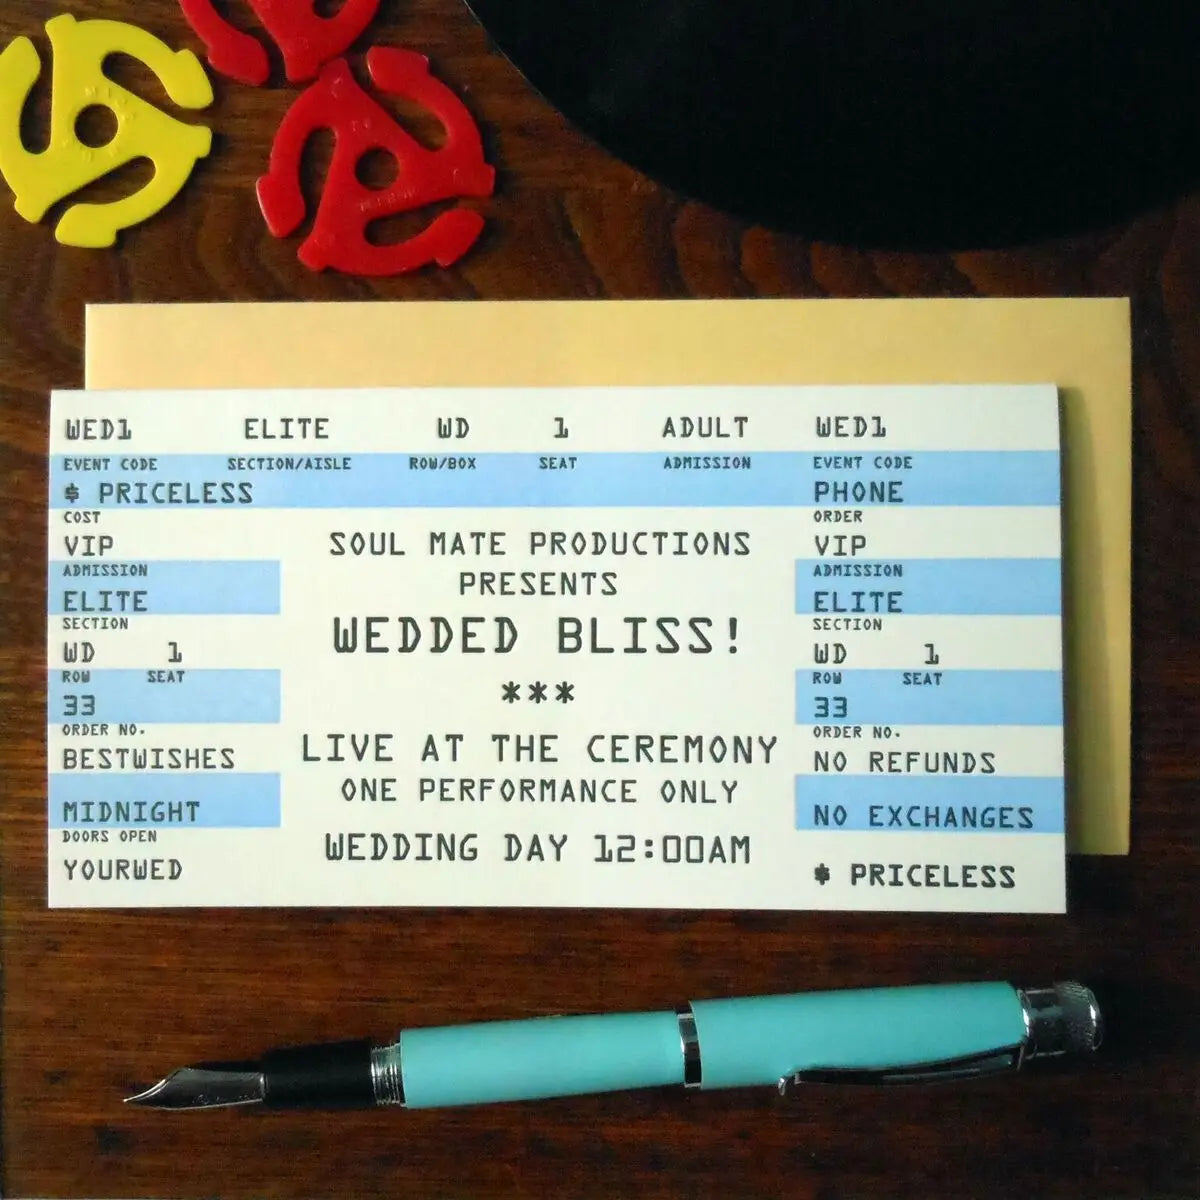 WED1 ELITE WD 1 ADULT WED1
EVENT CODE SECTION/AISLE ROW/BOX SEAT ADMISSION EVENT CODE
$ PRICELESS
COST
VIP
ADMISSION
ELITE
SECTION
WD 1
ROW SEAT
33
ORDER NO.
BESTWISHES
MIDNIGHT
DOORS OPEN
YOURWED
SOUL MATE PRODUCTIONS
PRESENTS
WEDDED BLISS!
***
LIVE AT THE CEREMONY
ONE PERFORMANCE ONLY
WEDDING DAY 12:00AM
PHONE
ORDER
VIP
ADMISSION
ELITE
SECTION
WD 1
ROW SEAT
33
ORDER NO.
NO REFUNDS
NO EXCHANGES
$ PRICELESS